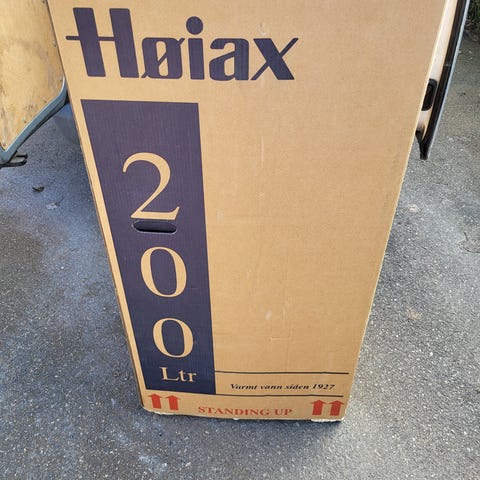 Høiax
200
Ltr
Varmt vann siden 1927
STANDING UP